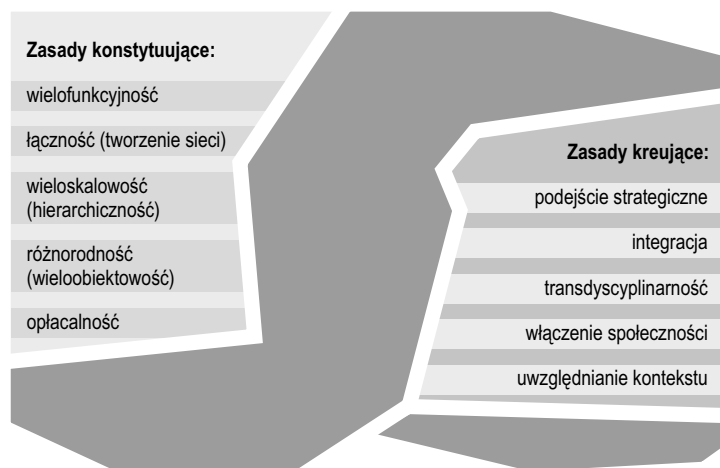 Zasady konstytuujące:
wielofunkcyjność
łączność (tworzenie sieci)
wieloskalowość
(hierarchiczność)
różnorodność
(wieloobiektowość)
opłacalność
Zasady kreujące:
podejście strategiczne
integracja
transdyscyplinarność
włączenie społeczności
uwzględnianie kontekstu